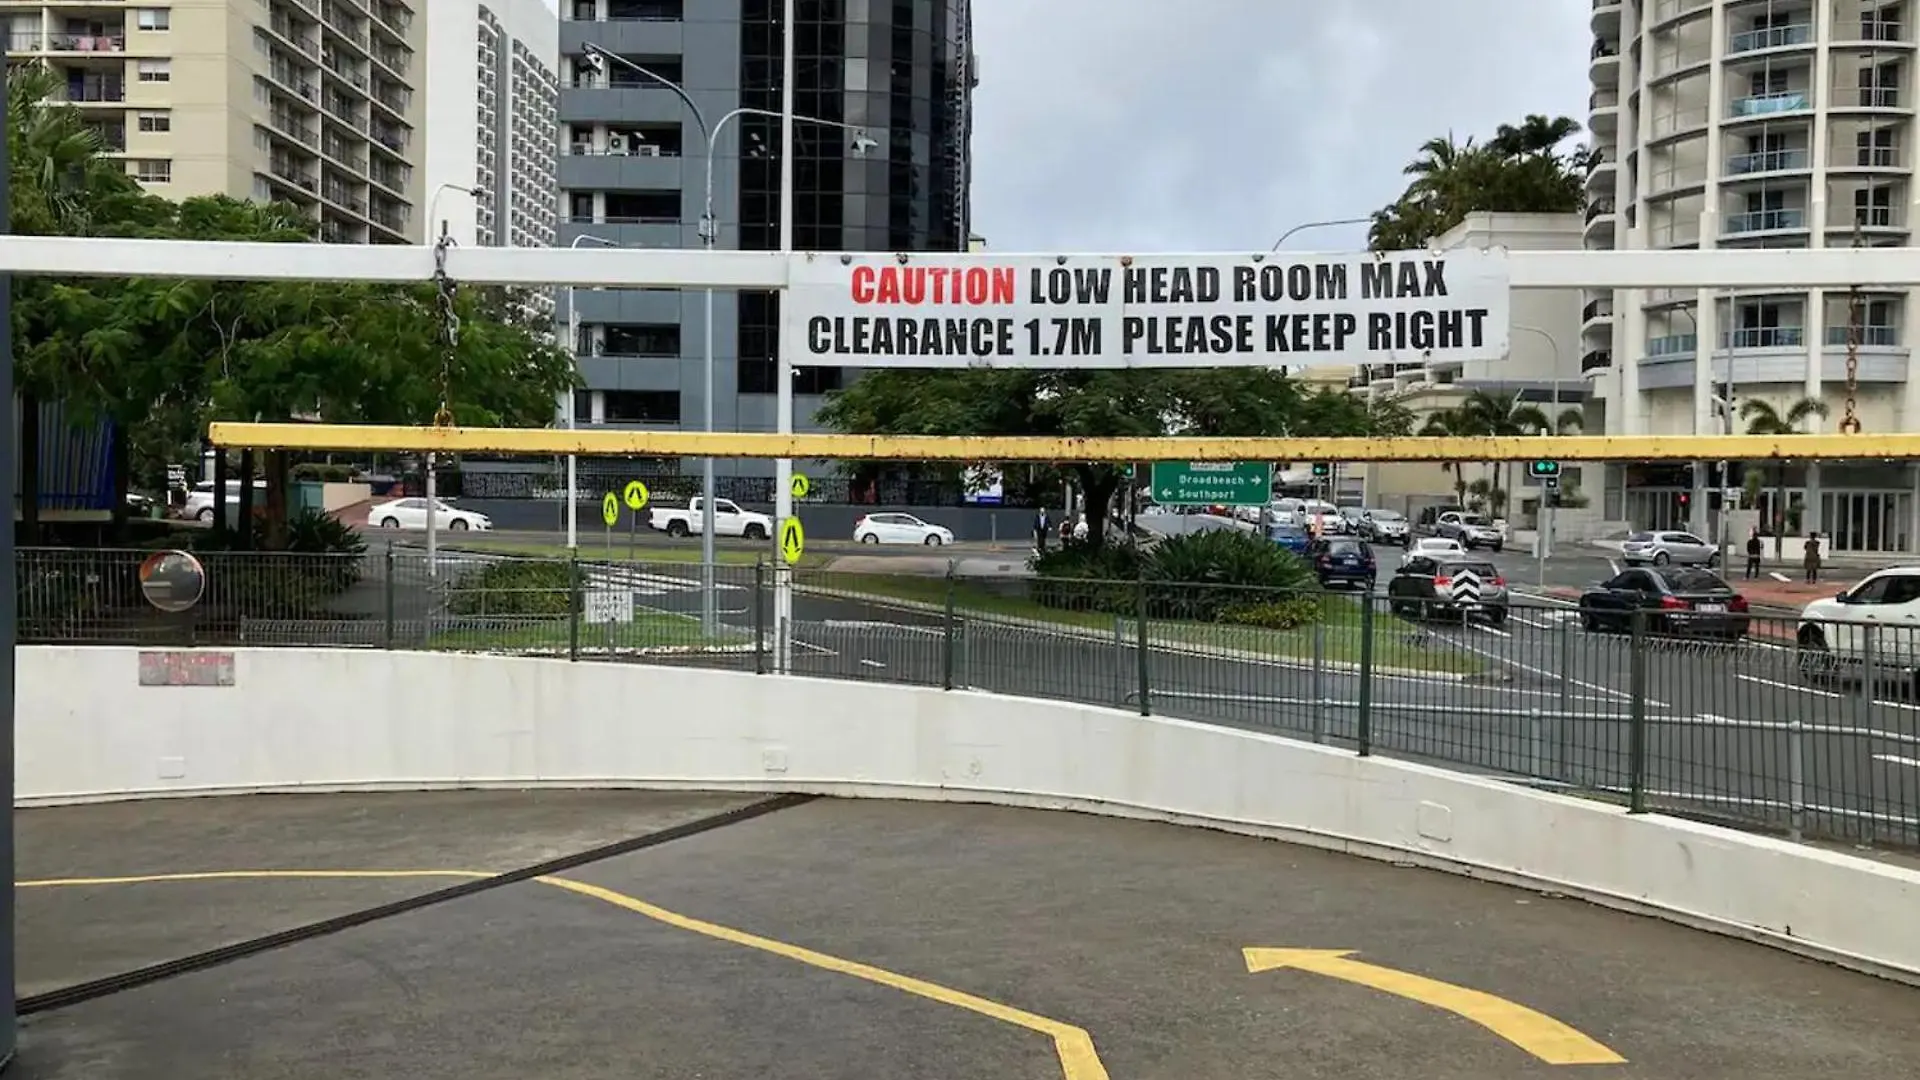 CAUTION LOW HEAD ROOM MAX
CLEARANCE 1.7M PLEASE KEEP RIGHT
Broadbeach
Southport